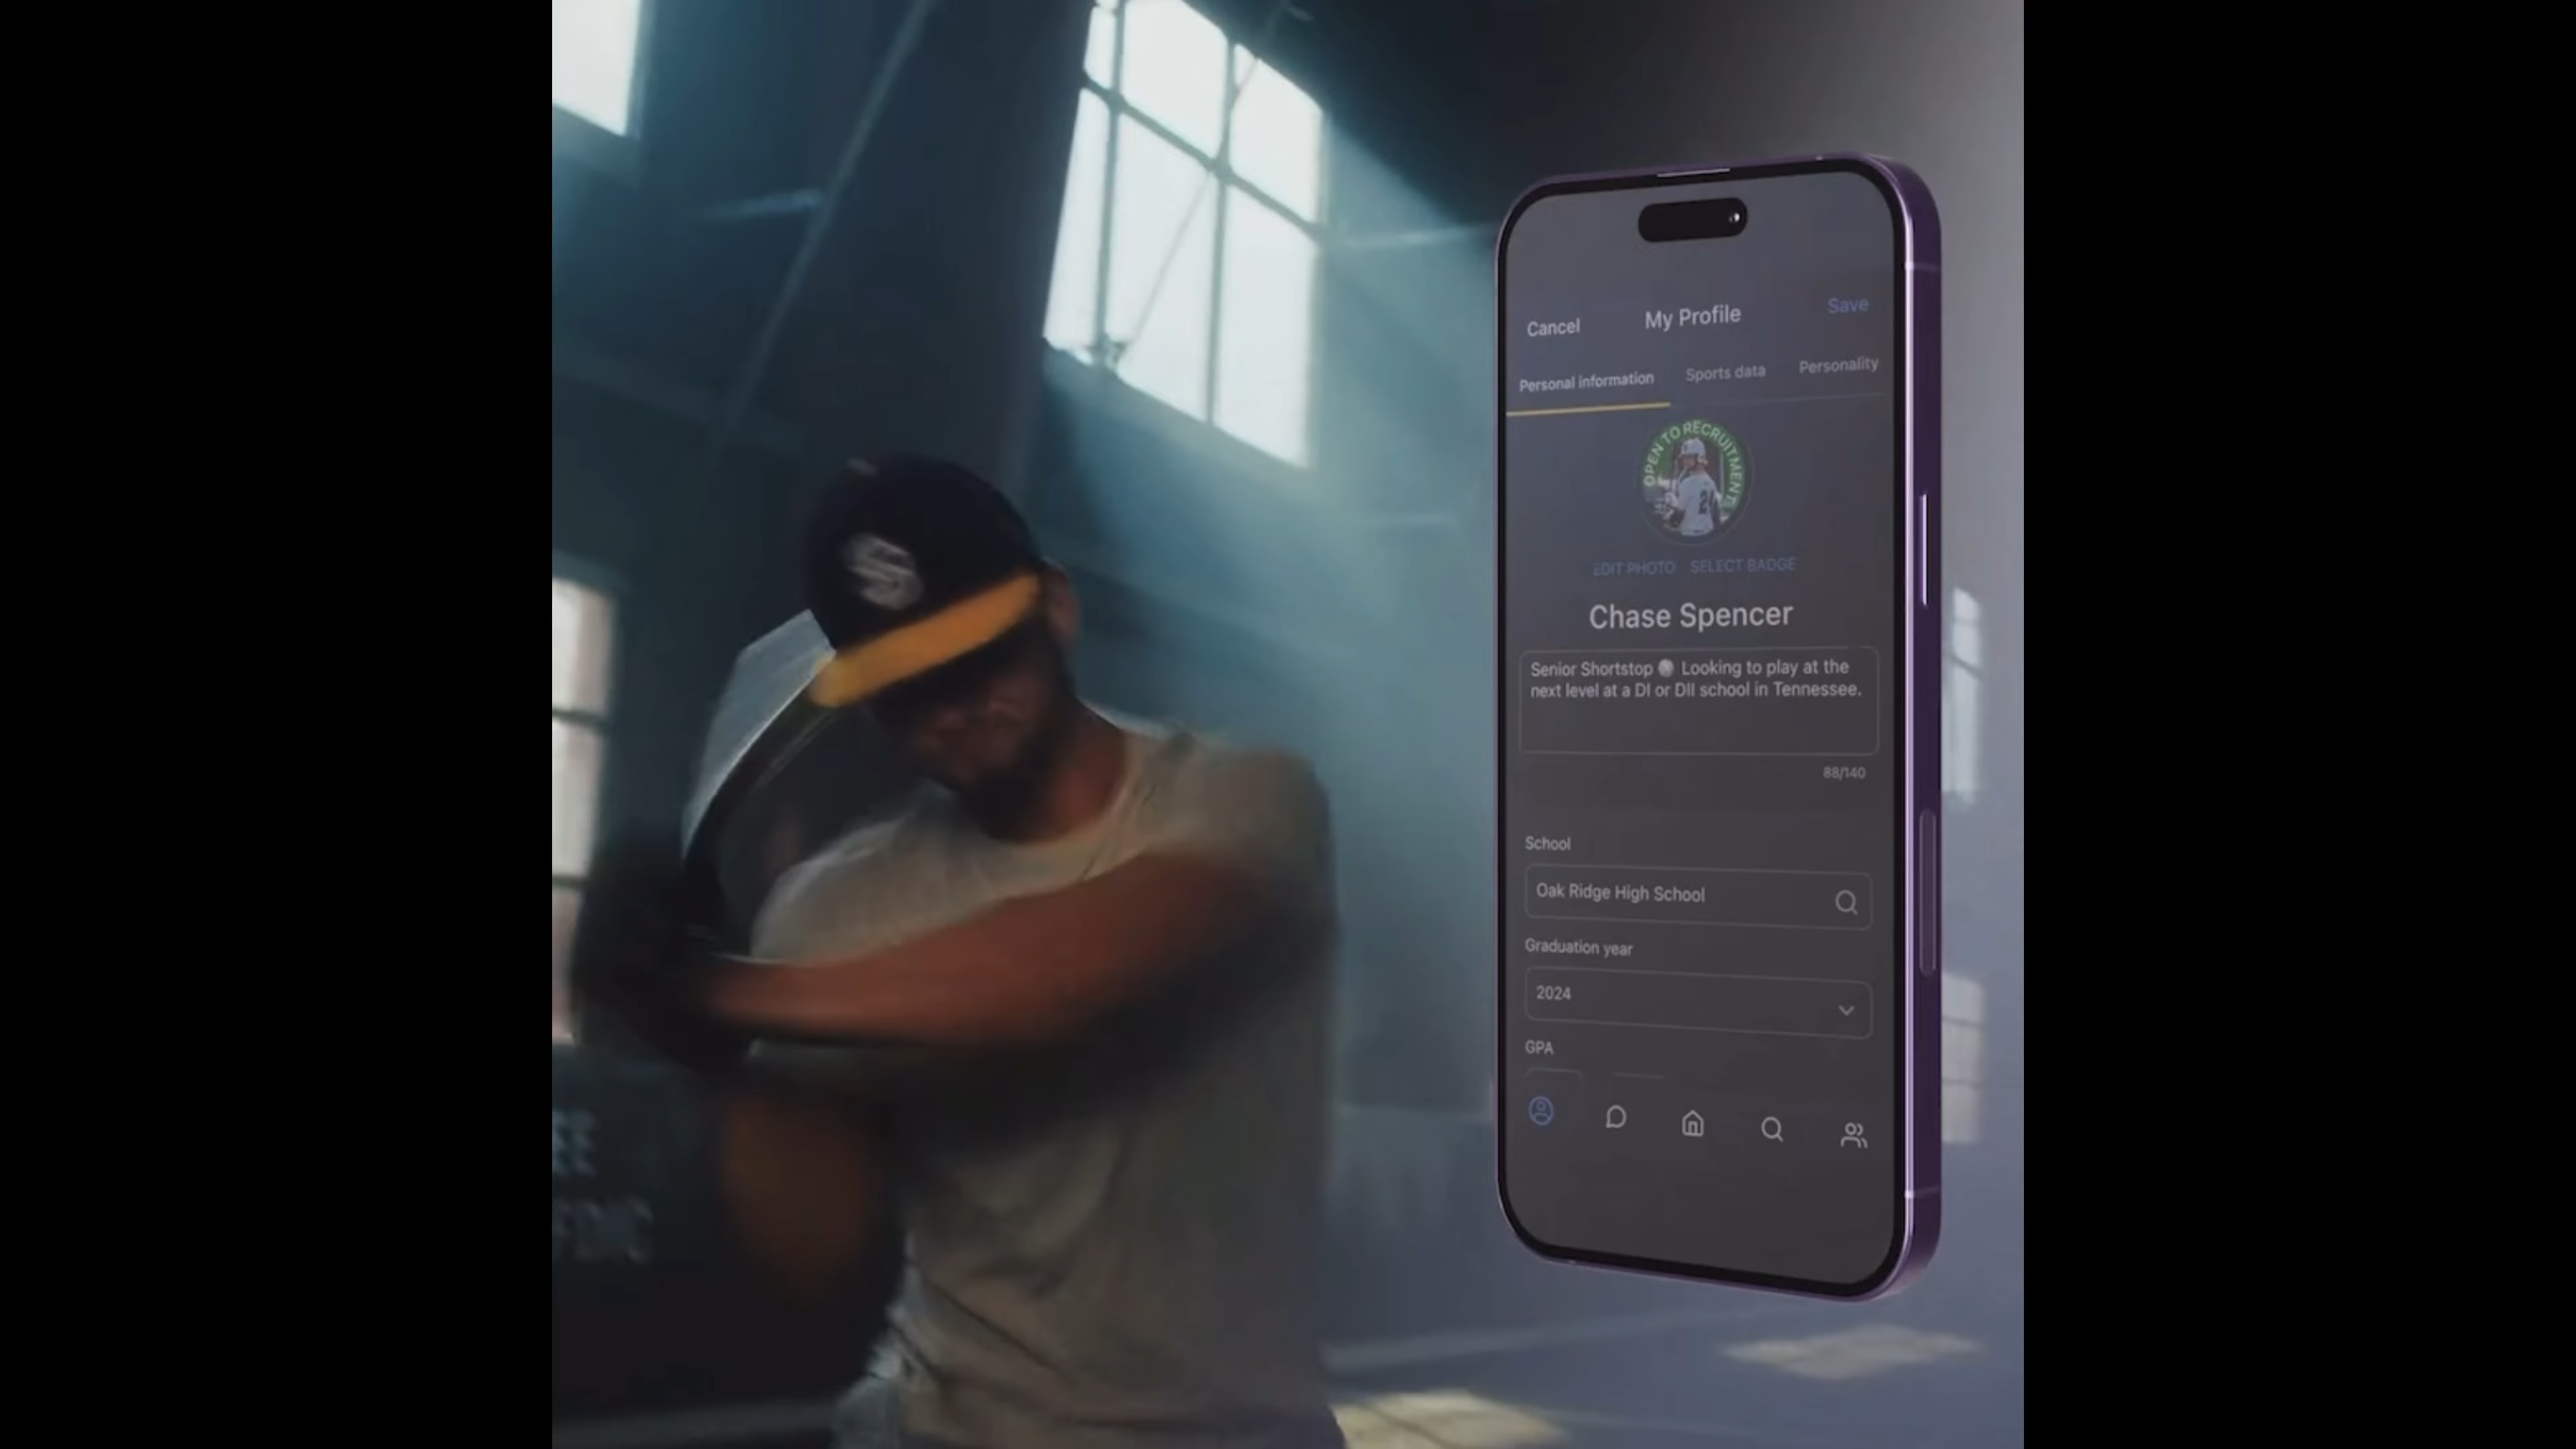 Cancel
My Profile
Save
Personal information
Sports data
Personality
OPEN TO RECRUITMENT
EDIT PHOTO
SELECT BADGE
Chase Spencer
Senior Shortstop ⚾ Looking to play at the
next level at a DI or DII school in Tennessee.
88/140
School
Oak Ridge High School
Graduation year
2024
GPA
S